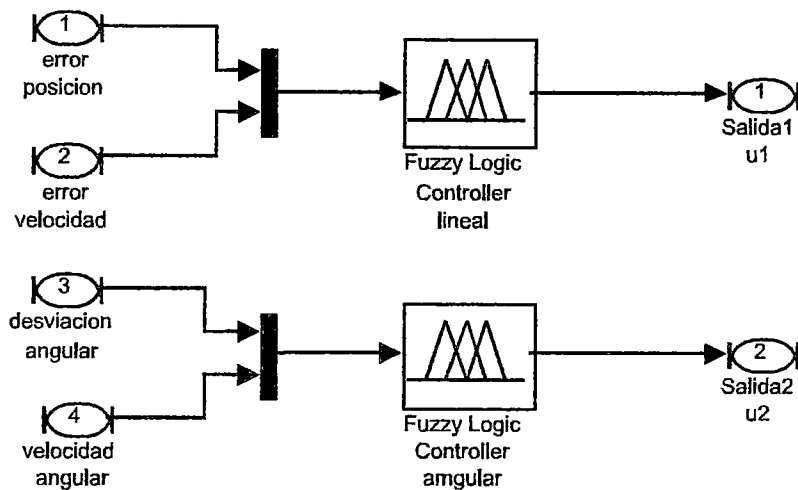 1
error
posicion
2
error
velocidad
Fuzzy Logic
Controller
lineal
1
Salida1
u1
3
desviacion
angular
4
velocidad
angular
Fuzzy Logic
Controller
amgular
2
Salida2
u2